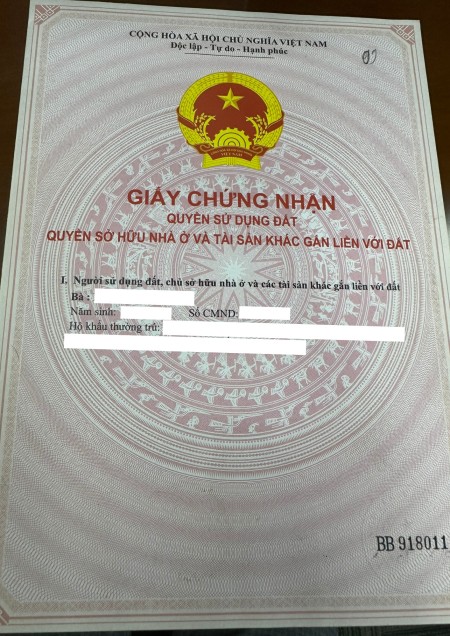 CỘNG HÒA XÃ HỘI CHỦ NGHĨA VIỆT NAM
Độc lập - Tự do - Hạnh phúc
GIẤY CHỨNG NHẬN
QUYỀN SỬ DỤNG ĐẤT
QUYỀN SỞ HỮU NHÀ Ở VÀ TÀI SẢN KHÁC GẮN LIỀN VỚI ĐẤT
I. Người sử dụng đất, chủ sở hữu nhà ở và các tài sản khác gắn liền với đất
Bà :
Năm sinh: Số CMND:
Hộ khẩu thường trú:
BB 918011